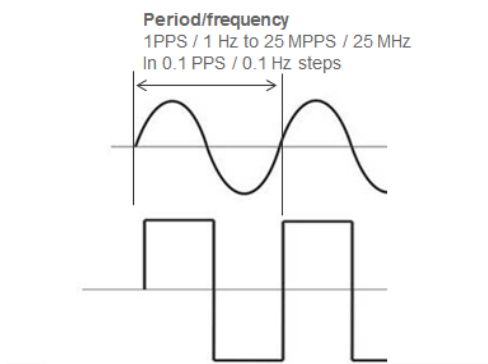 Period/frequency
1PPS / 1 Hz to 25 MPPS / 25 MHz
In 0.1 PPS / 0.1 Hz steps